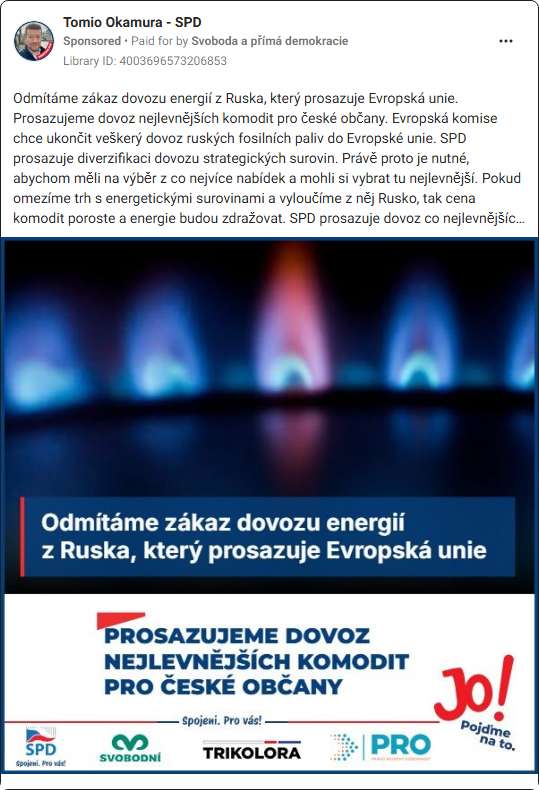 Tomio Okamura - SPD
Sponsored • Paid for by Svoboda a přímá demokracie
Library ID: 4003696573206853
Odmítáme zákaz dovozu energií z Ruska, který prosazuje Evropská unie.
Prosazujeme dovoz nejlevnějších komodit pro české občany. Evropská komise
chce ukončit veškerý dovoz ruských fosilních paliv do Evropské unie. SPD
prosazuje diverzifikaci dovozu strategických surovin. Právě proto je nutné,
abychom měli na výběr z co nejvíce nabídek a mohli si vybrat tu nejlevnější. Pokud
omezíme trh s energetickými surovinami a vyloučíme z něj Rusko, tak cena
komodit poroste a energie budou zdražovat. SPD prosazuje dovoz co nejlevnějšíc...
Odmítáme zákaz dovozu energií
z Ruska, který prosazuje Evropská unie
PROSAZUJEME DOVOZ
NEJLEVNĚJŠÍCH KOMODIT
PRO ČESKÉ OBČANY
Jo!
Pojďme
na to.
Spojeni. Pro vás!
SPD
Spojeni. Pro vás!
SVOBODNÍ
TRIKOLORA
PRO